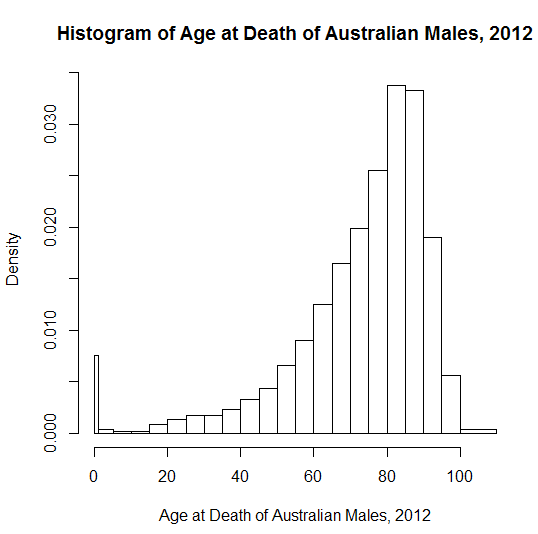 Histogram of Age at Death of Australian Males, 2012
Density
0.030
0.020
0.010
0.000
0 20 40 60 80 100
Age at Death of Australian Males, 2012